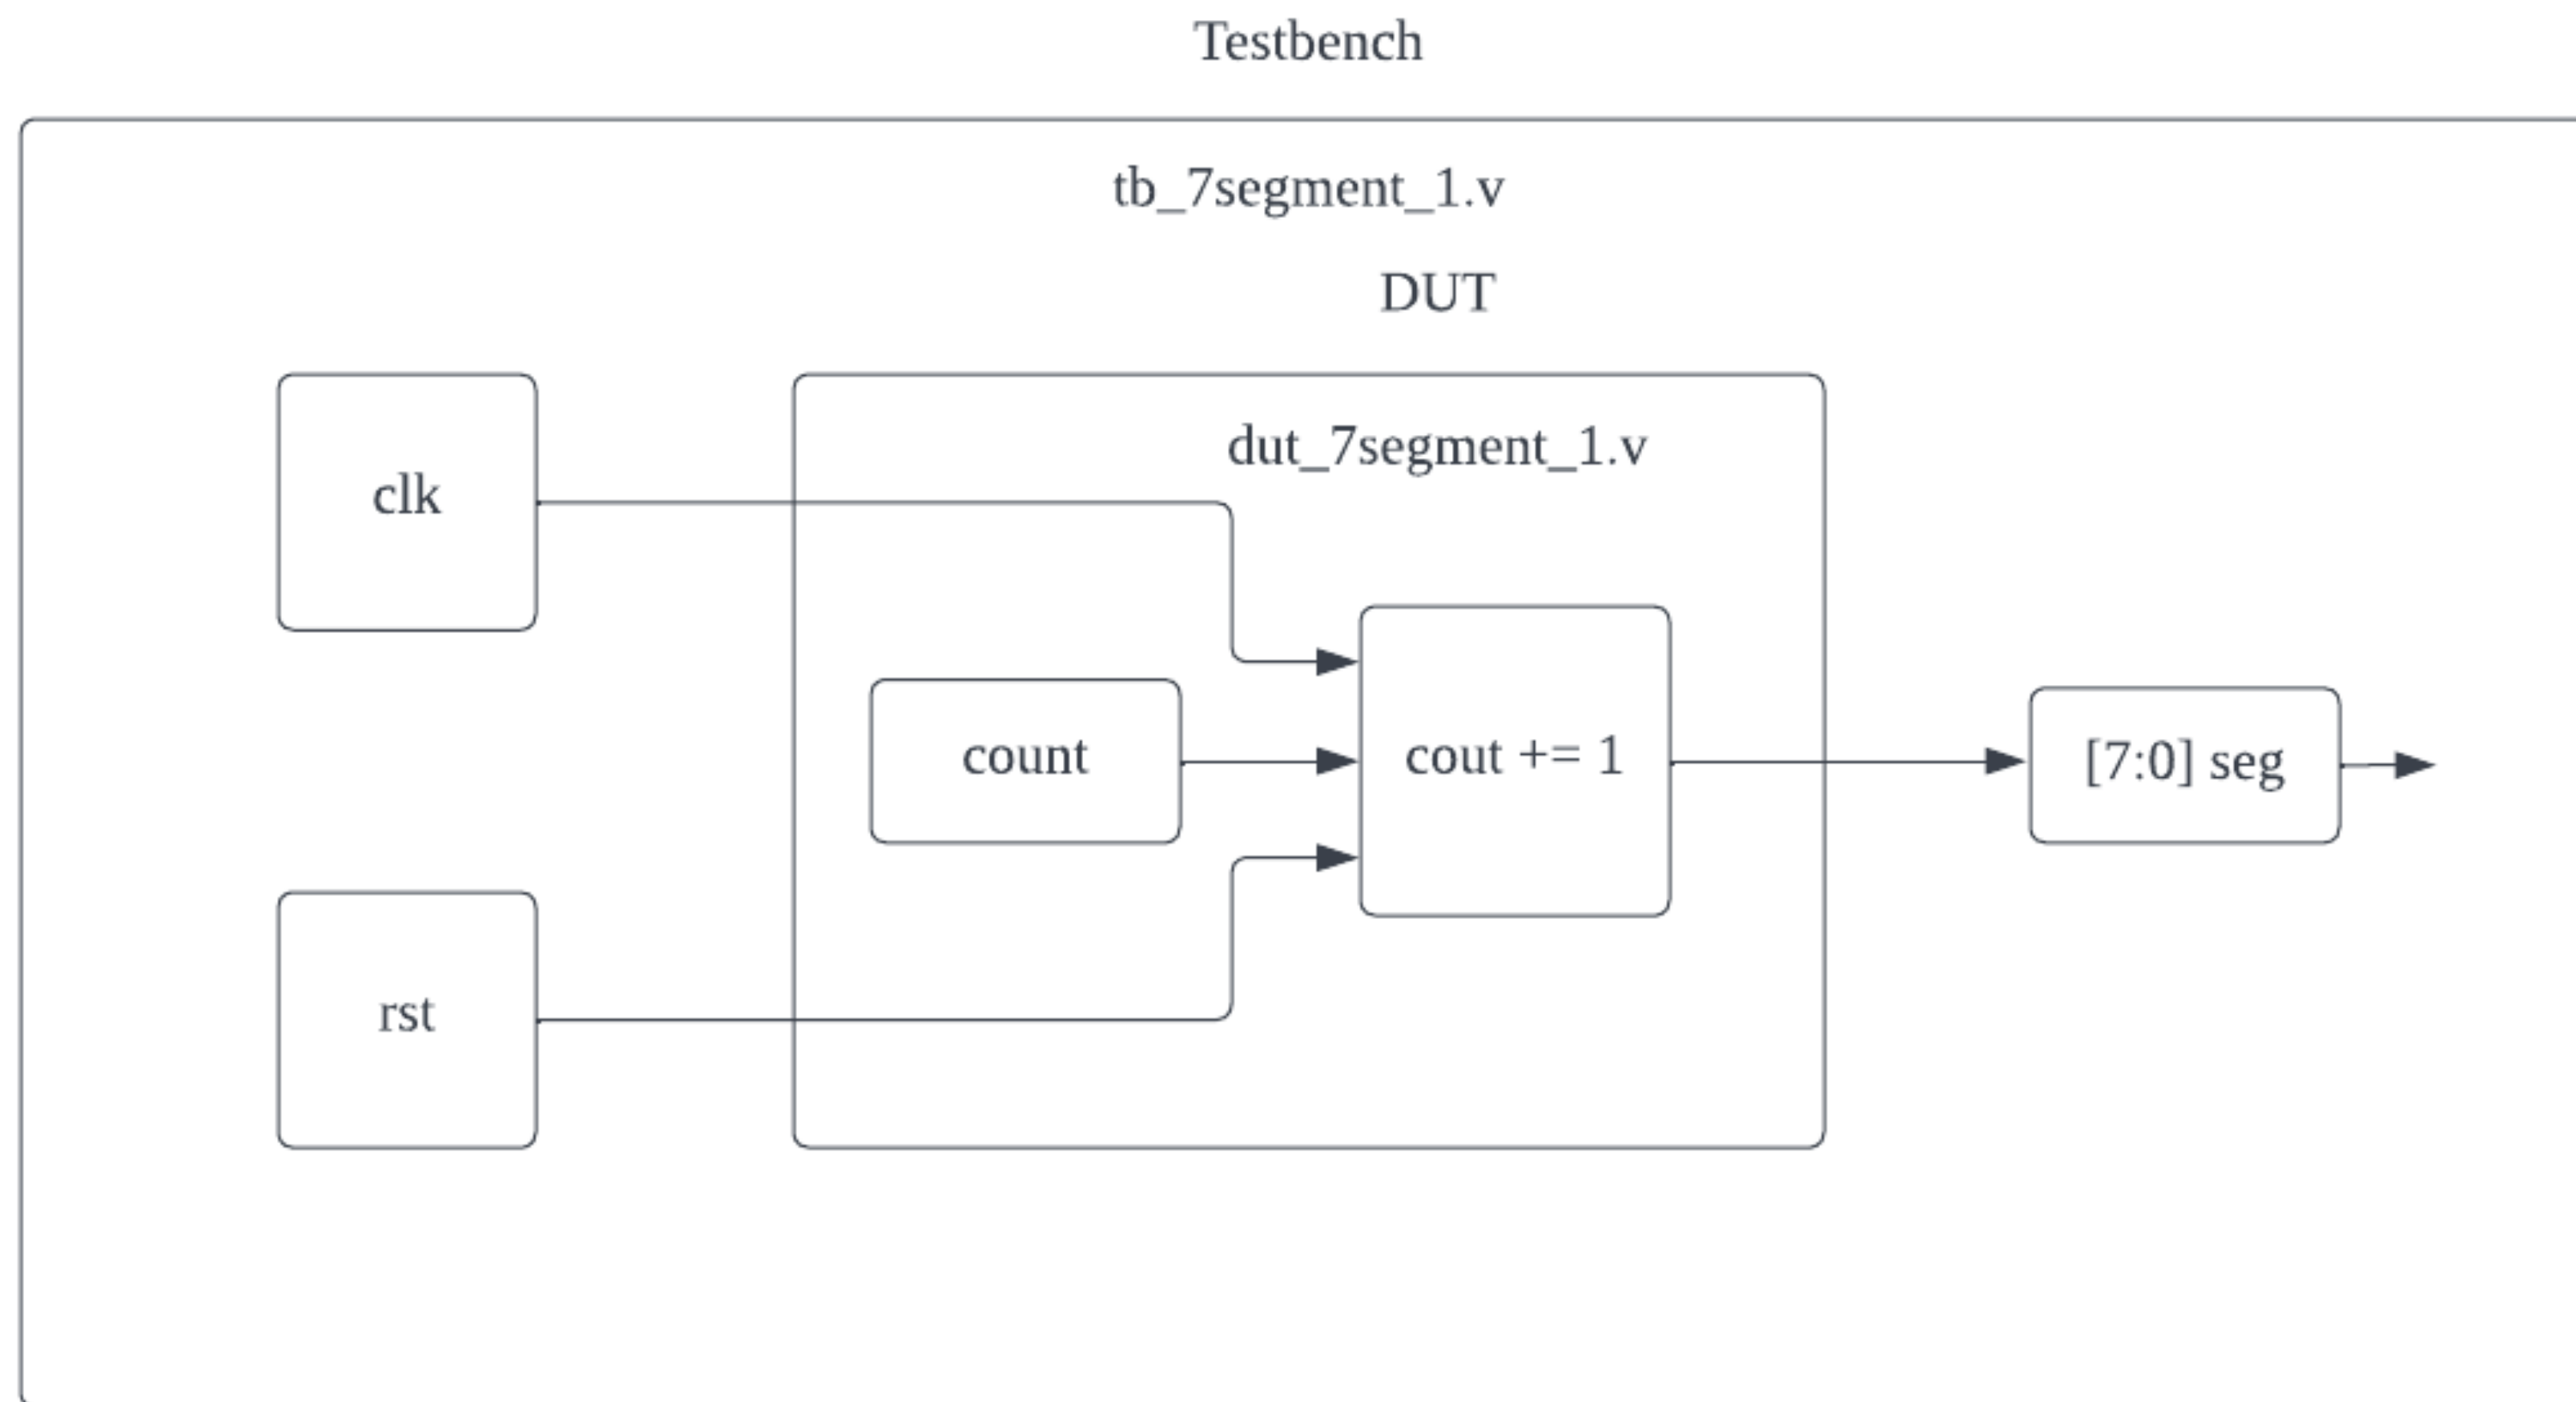 Testbench
tb_7segment_1.v
DUT
dut_7segment_1.v
clk
count
cout += 1
[7:0] seg
rst